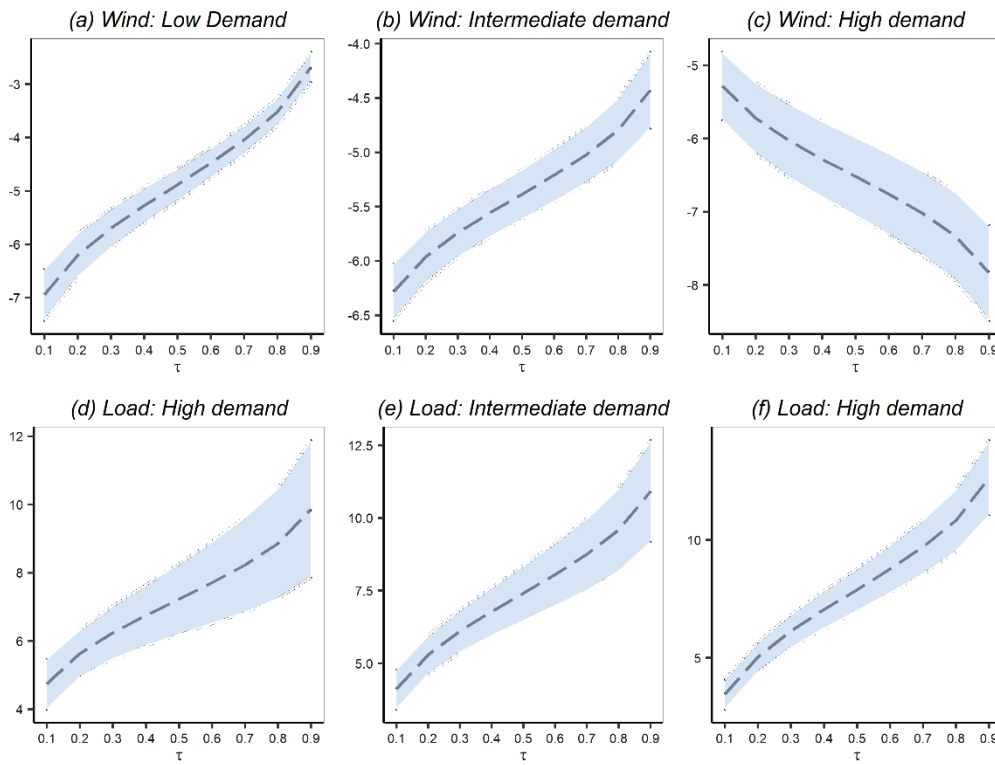 (a) Wind: Low Demand
(b) Wind: Intermediate demand
(c) Wind: High demand
-3
-4
-5
-6
-7
0.1 0.2 0.3 0.4 0.5 0.6 0.7 0.8 0.9
τ
-4.0
-4.5
-5.0
-5.5
-6.0
-6.5
0.1 0.2 0.3 0.4 0.5 0.6 0.7 0.8 0.9
τ
-5
-6
-7
-8
0.1 0.2 0.3 0.4 0.5 0.6 0.7 0.8 0.9
τ
(d) Load: High demand
(e) Load: Intermediate demand
(f) Load: High demand
12
10
8
6
4
0.1 0.2 0.3 0.4 0.5 0.6 0.7 0.8 0.9
τ
12.5
10.0
7.5
5.0
0.1 0.2 0.3 0.4 0.5 0.6 0.7 0.8 0.9
τ
10
5
0.1 0.2 0.3 0.4 0.5 0.6 0.7 0.8 0.9
τ